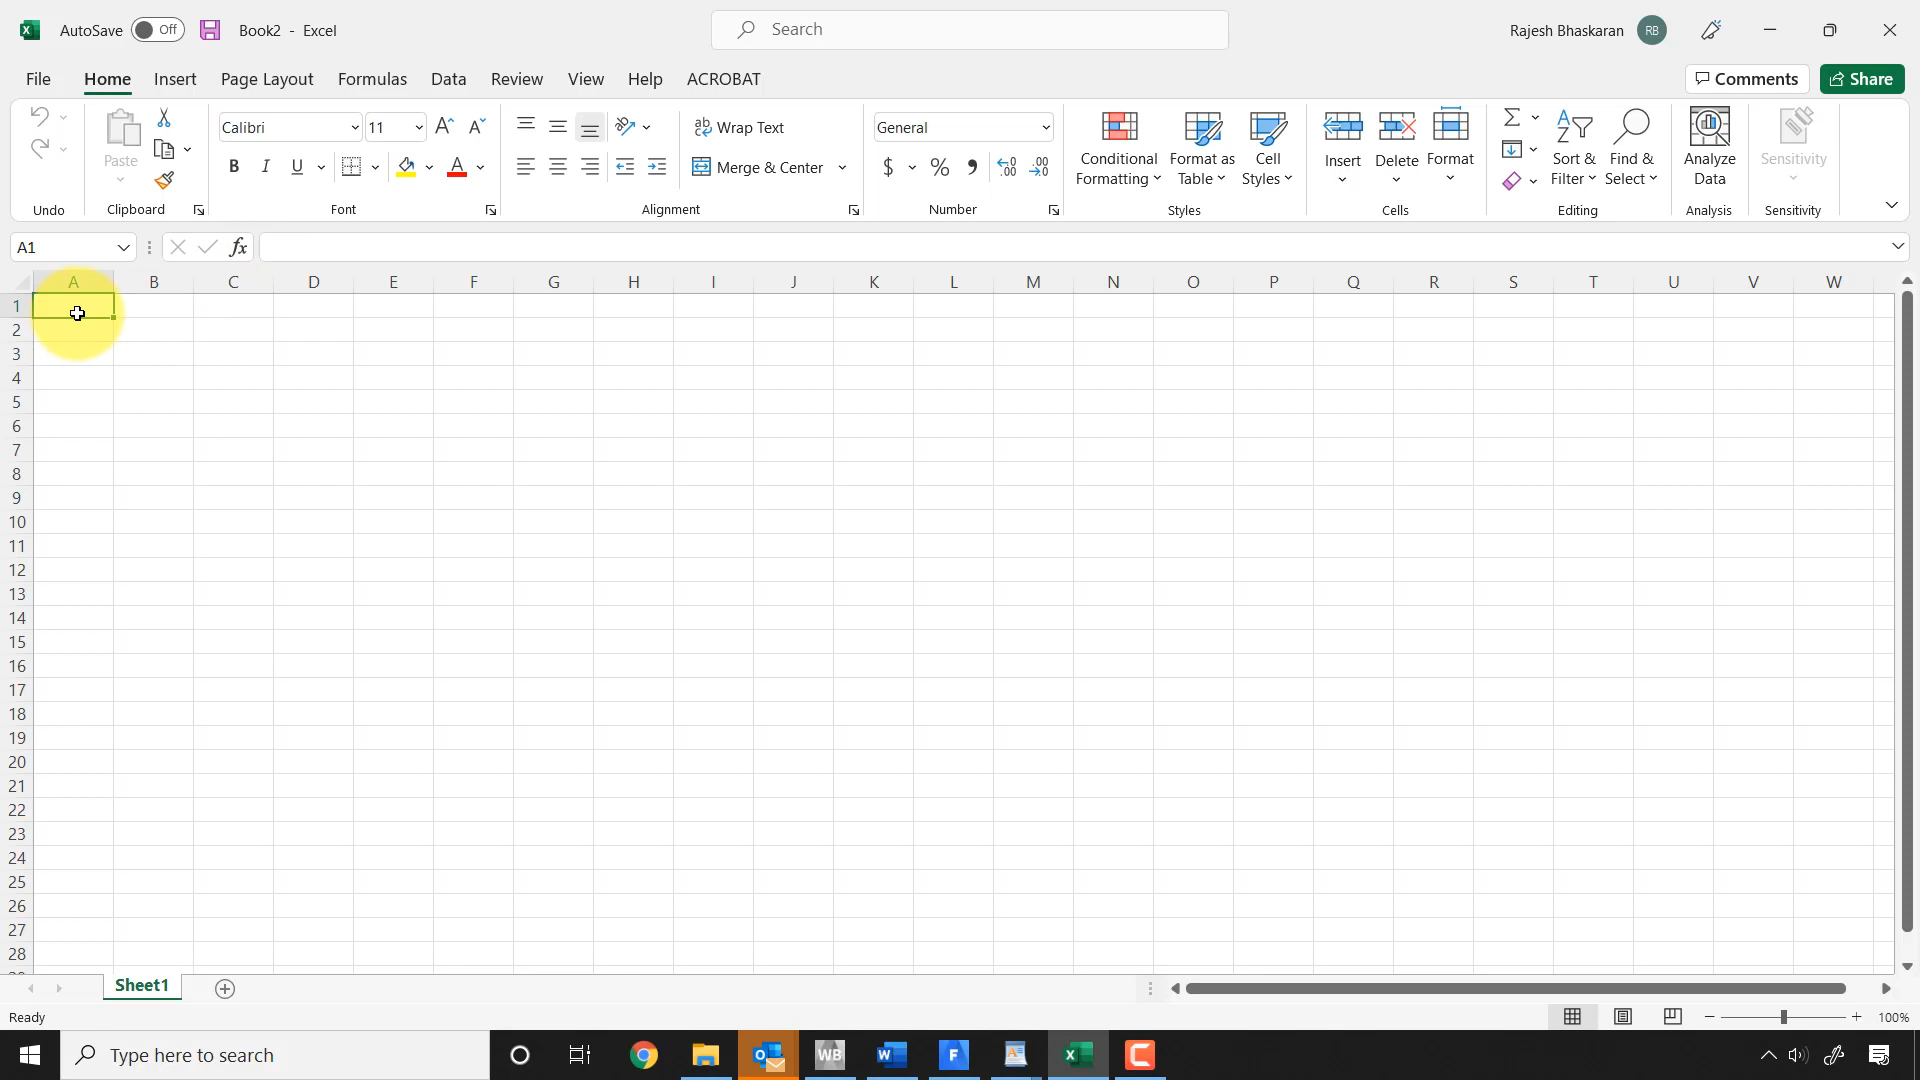 AutoSave Off Book2 - Excel Search Rajesh Bhaskaran RB
File Home Insert Page Layout Formulas Data Review View Help ACROBAT Comments Share
Calibri 11 ab Wrap Text General
Paste B I U A Merge & Center $ % Conditional Formatting Format as Table Cell Styles Insert Delete Format Sort & Filter Find & Select Analyze Data Sensitivity
Undo Clipboard Font Alignment Number Styles Cells Editing Analysis Sensitivity
A1 fx
A B C D E F G H I J K L M N O P Q R S T U V W
1
2
3
4
5
6
7
8
9
10
11
12
13
14
15
16
17
18
19
20
21
22
23
24
25
26
27
28
Sheet1
Ready 100%
Type here to search WB W F